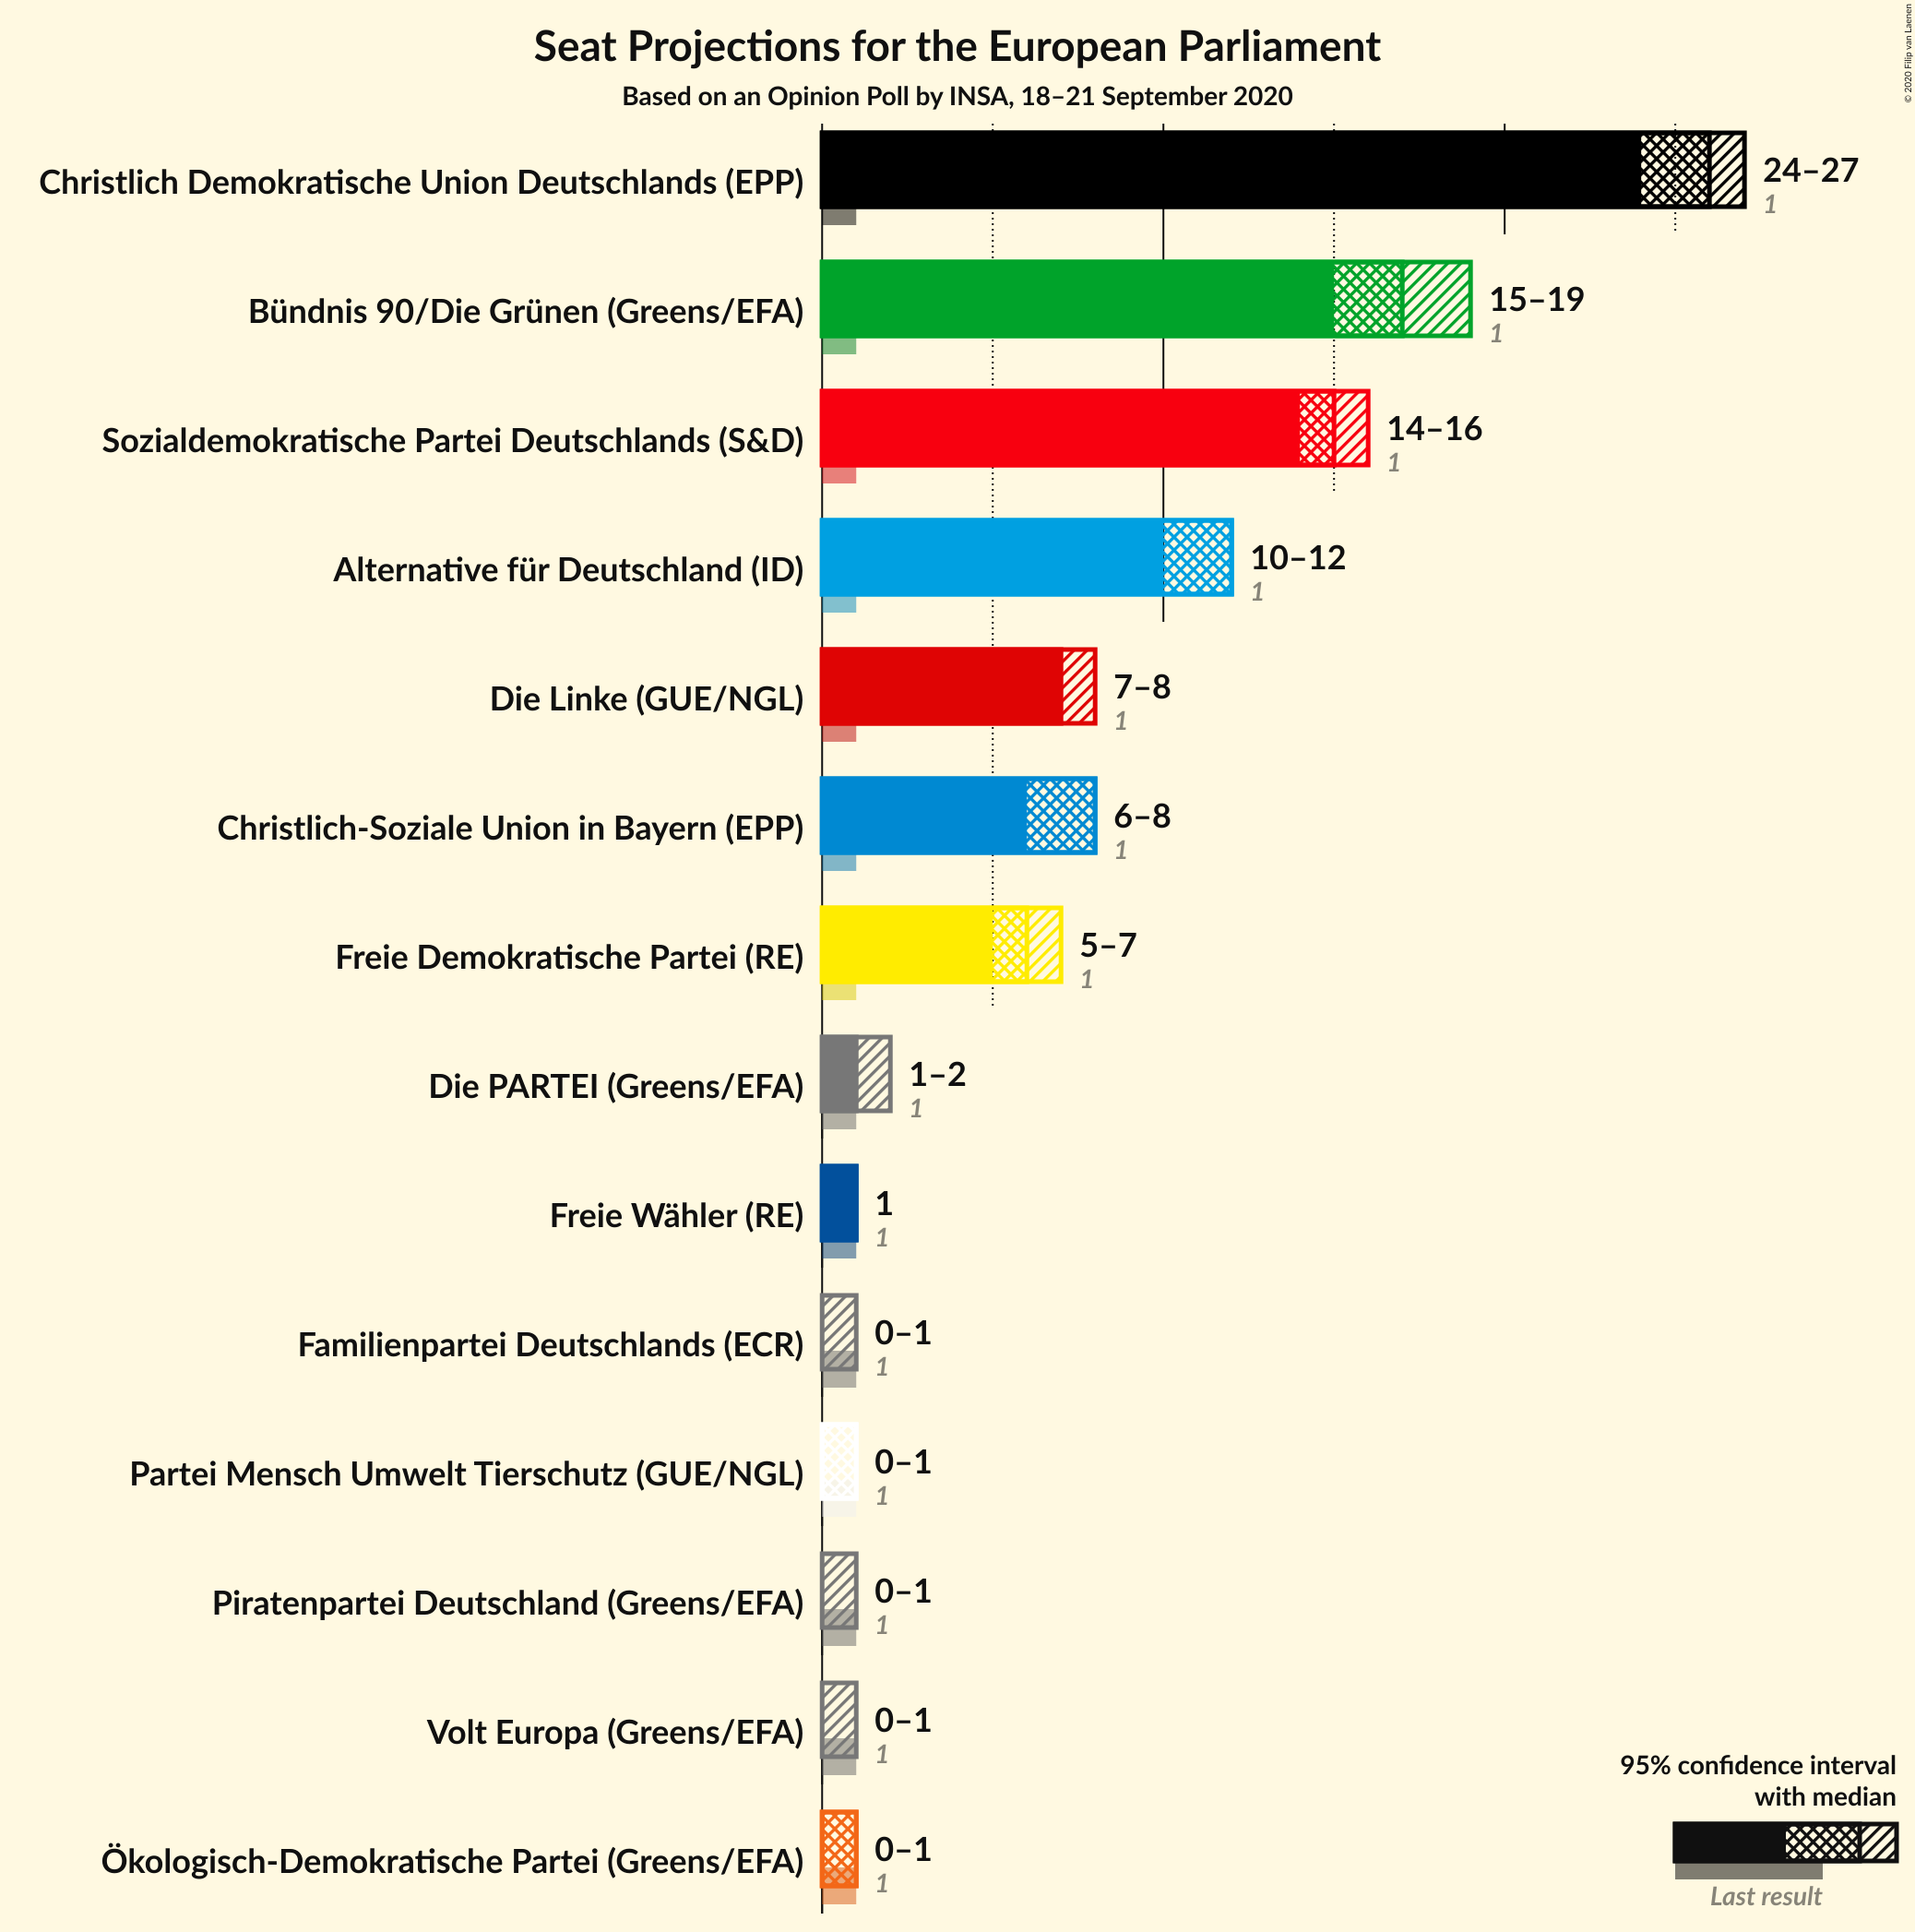 Seat Projections for the European Parliament
Based on an Opinion Poll by INSA, 18–21 September 2020
© 2020 Filip van Laenen
Christlich Demokratische Union Deutschlands (EPP)
24–27
1
Bündnis 90/Die Grünen (Greens/EFA)
15–19
1
Sozialdemokratische Partei Deutschlands (S&D)
14–16
1
Alternative für Deutschland (ID)
10–12
1
Die Linke (GUE/NGL)
7–8
1
Christlich-Soziale Union in Bayern (EPP)
6–8
1
Freie Demokratische Partei (RE)
5–7
1
Die PARTEI (Greens/EFA)
1–2
1
Freie Wähler (RE)
1
1
Familienpartei Deutschlands (ECR)
0–1
1
Partei Mensch Umwelt Tierschutz (GUE/NGL)
0–1
1
Piratenpartei Deutschland (Greens/EFA)
0–1
1
Volt Europa (Greens/EFA)
0–1
1
Ökologisch-Demokratische Partei (Greens/EFA)
0–1
1
95% confidence interval
with median
Last result